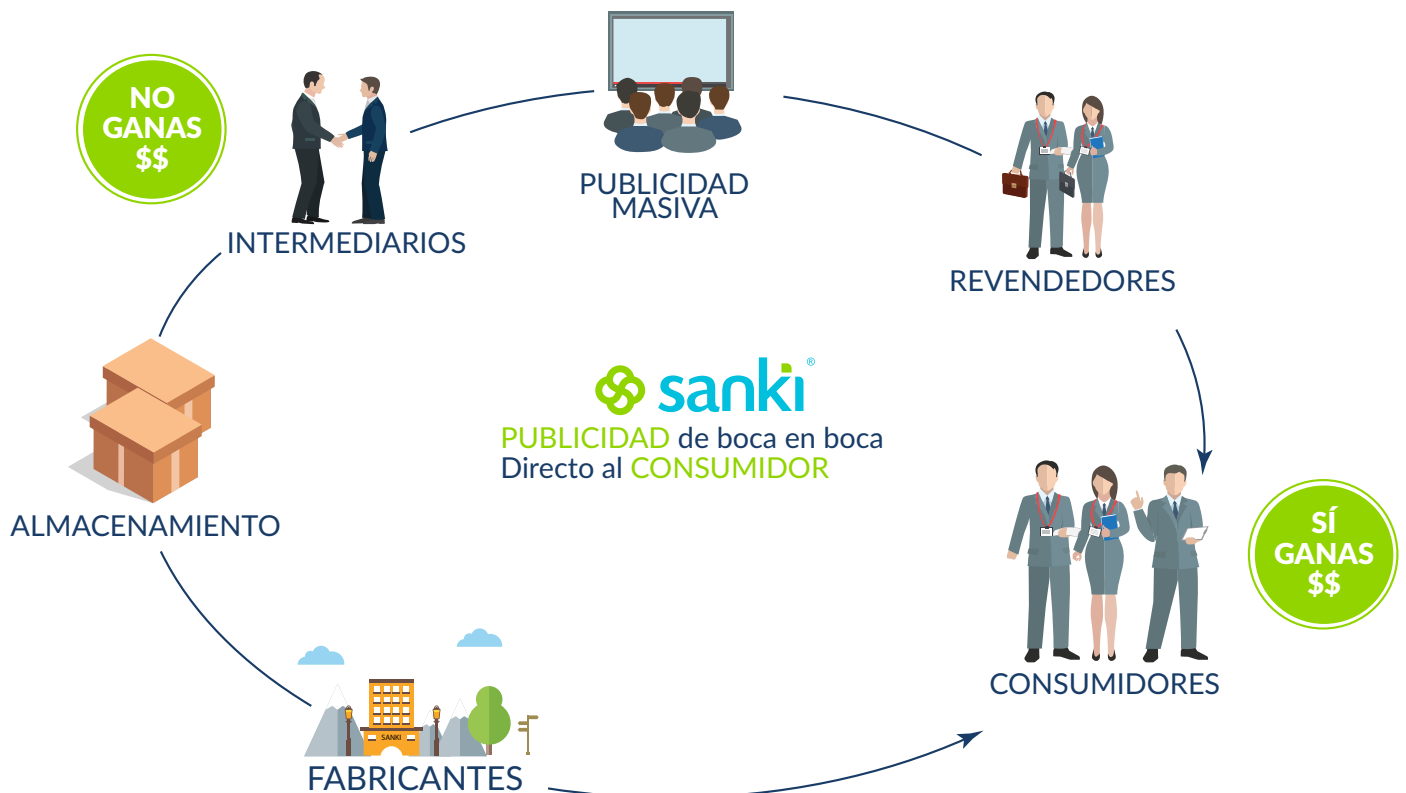 NO
GANAS
$$
INTERMEDIARIOS
PUBLICIDAD
MASIVA
REVENDEDORES
sanki®
PUBLICIDAD de boca en boca
Directo al CONSUMIDOR
ALMACENAMIENTO
SÍ
GANAS
$$
CONSUMIDORES
SANKI
FABRICANTES